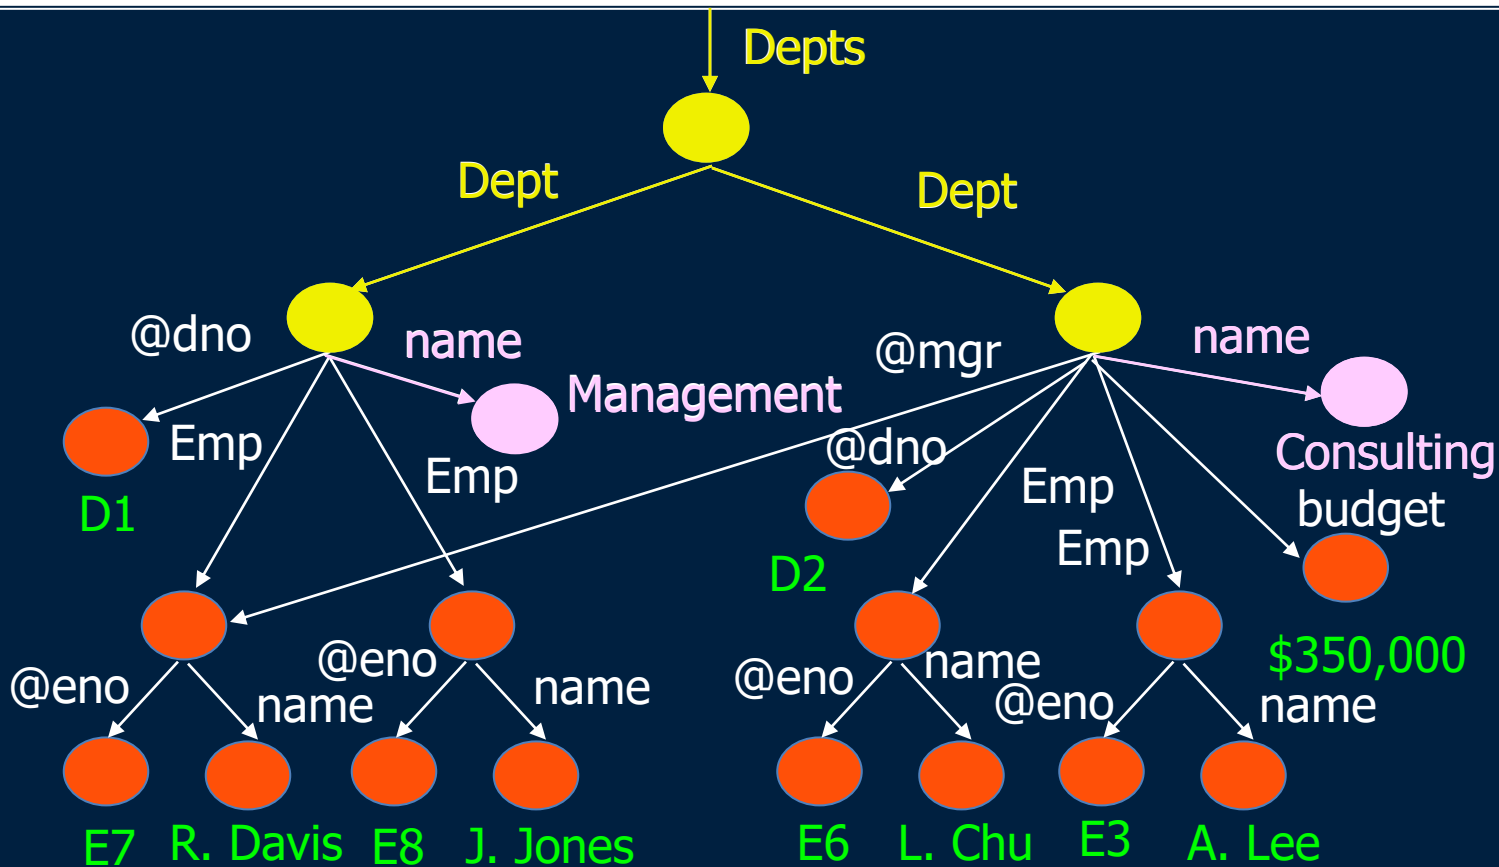 Depts
Dept
Dept
@dno
name
@mgr
name
Management
Emp
@dno
Consulting
Emp
Emp
budget
D1
Emp
D2
@eno
@eno
name
$350,000
@eno
name
name
@eno
name
E7
R. Davis
E8
J. Jones
E6
L. Chu
E3
A. Lee